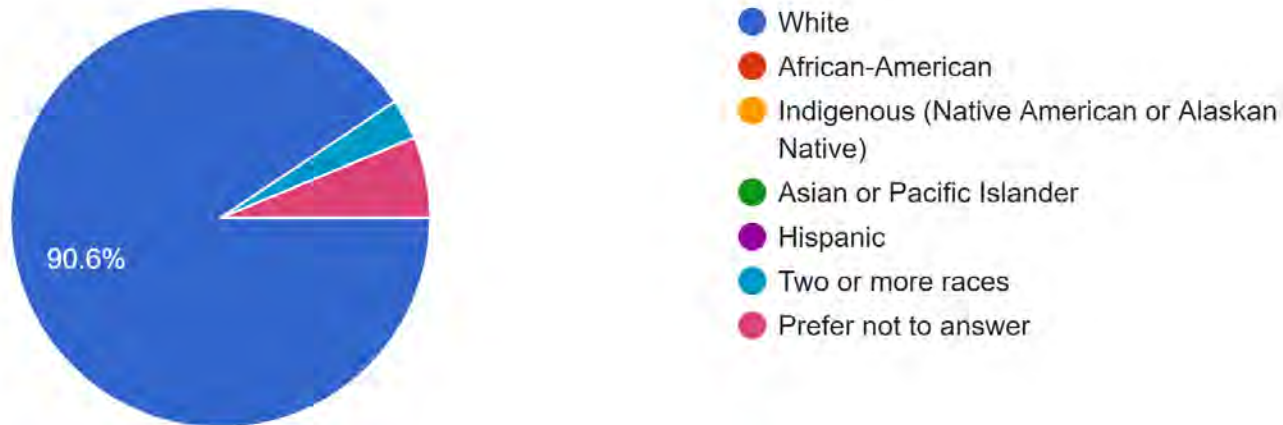 90.6%
White
African-American
Indigenous (Native American or Alaskan
Native)
Asian or Pacific Islander
Hispanic
Two or more races
Prefer not to answer